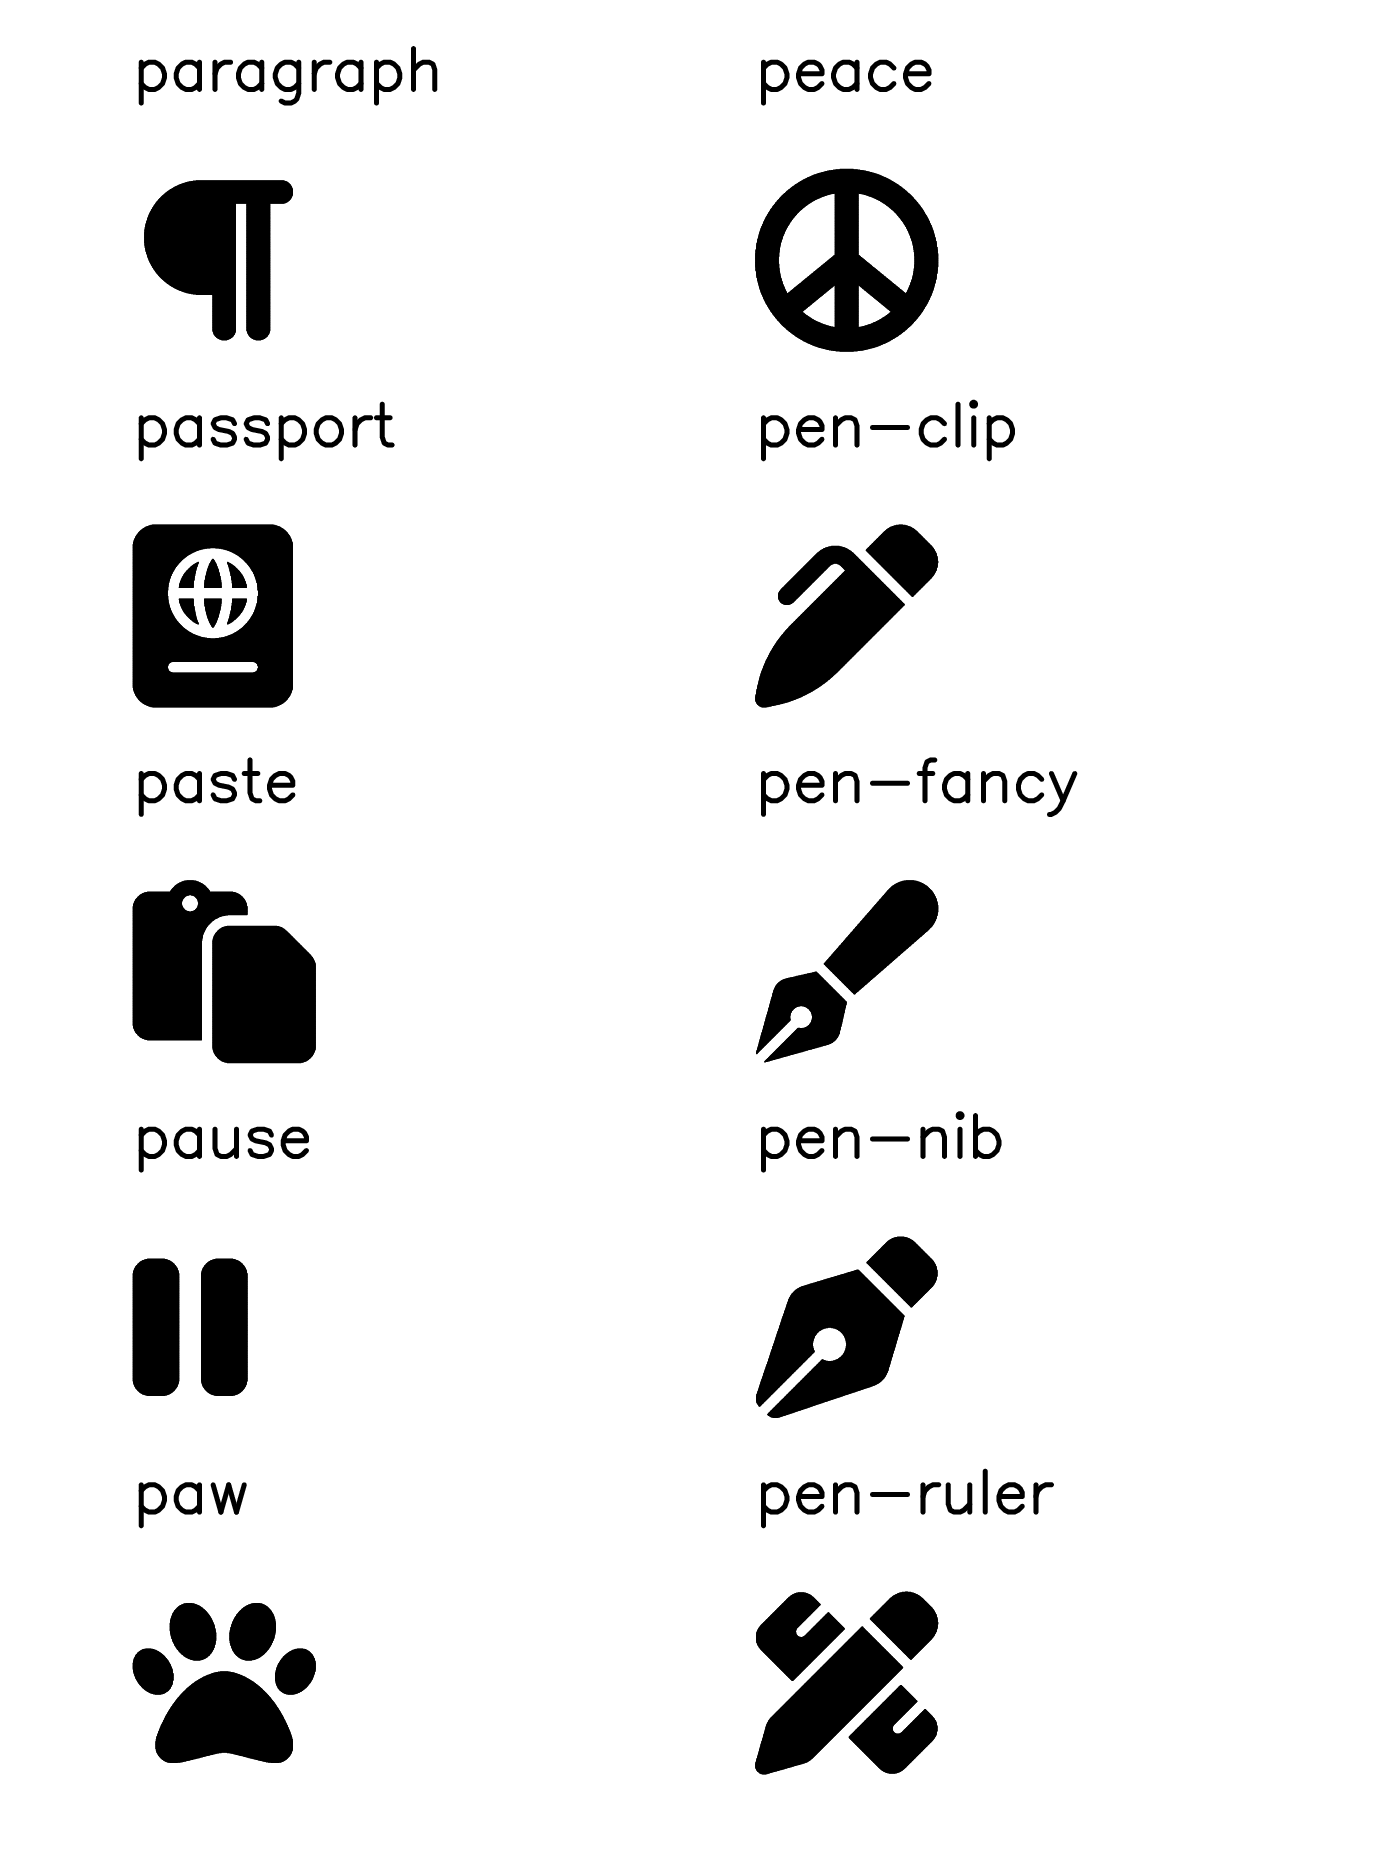 paragraph
peace
passport
pen-clip
paste
pen-fancy
pause
pen-nib
paw
pen-ruler